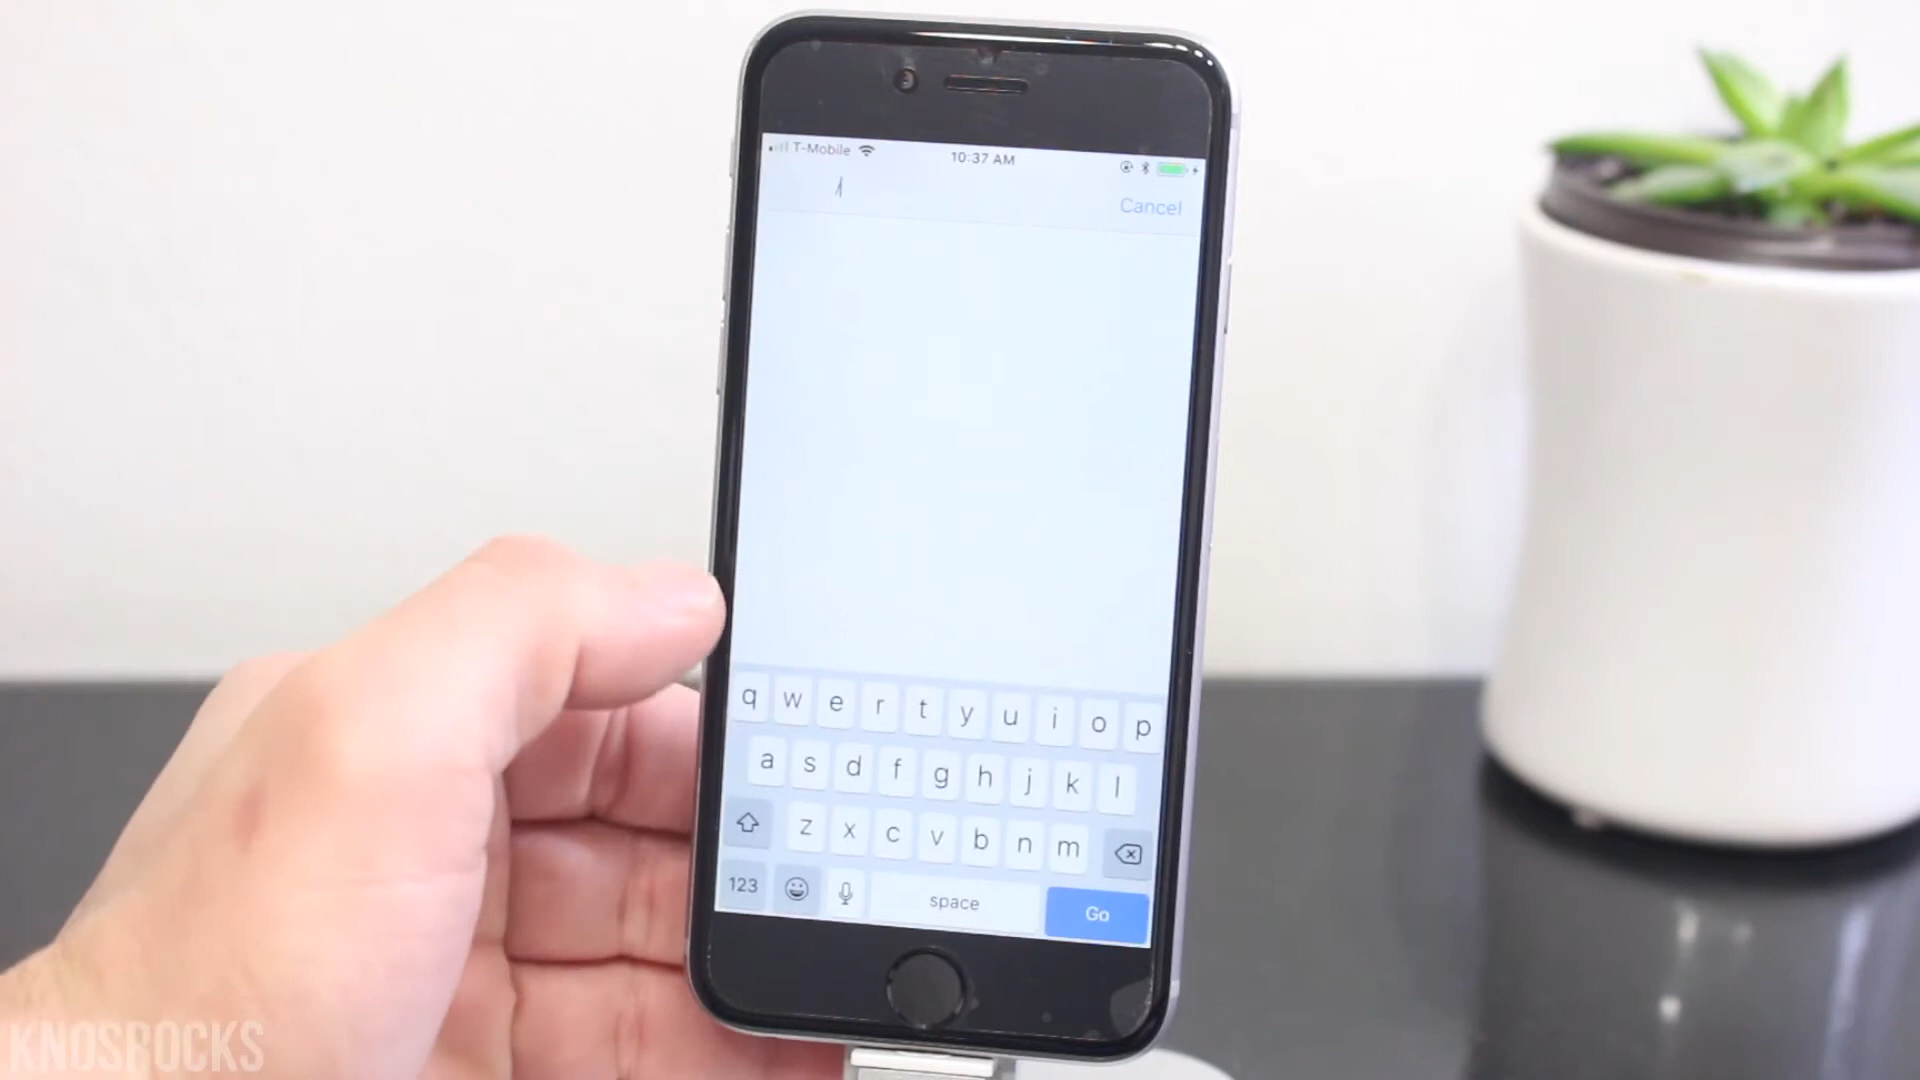 T-Mobile 10:37 AM
Cancel
q w e r t y u i o p
a s d f g h j k l
z x c v b n m
123 space Go
KNOSROCKS